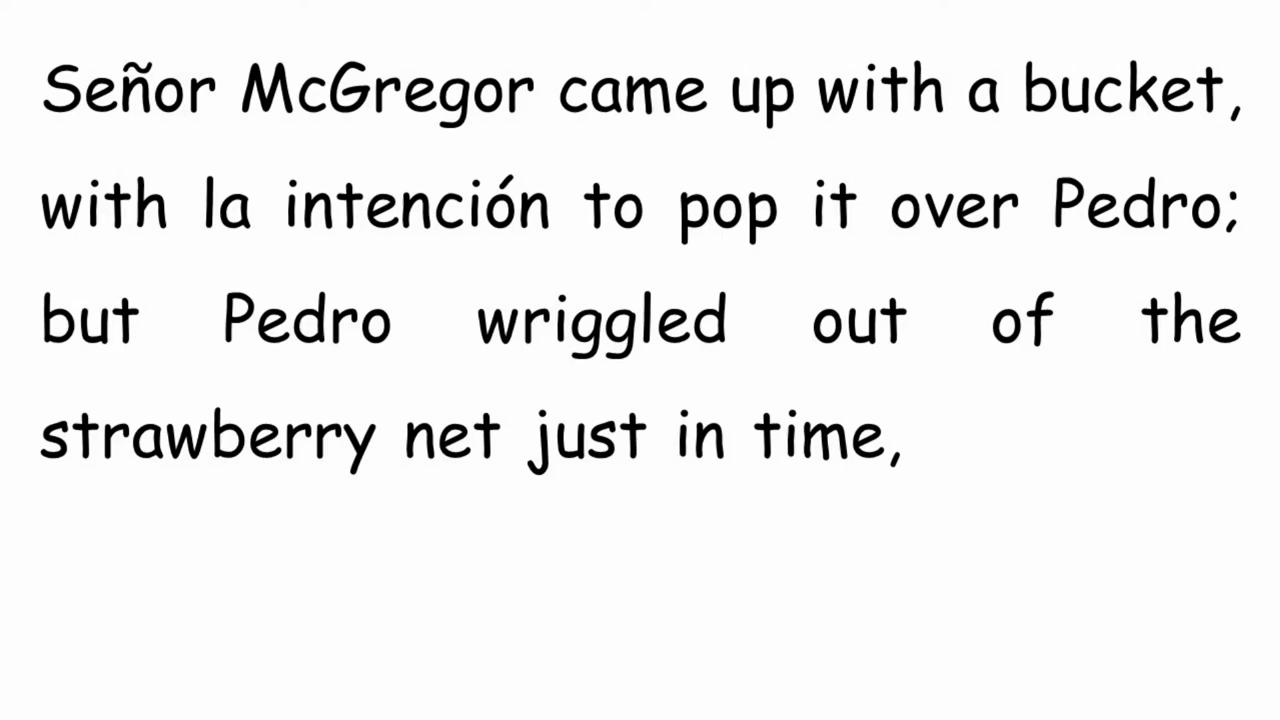 Señor McGregor came up with a bucket,
with la intención to pop it over Pedro;
but Pedro wriggled out of the
strawberry net just in time,